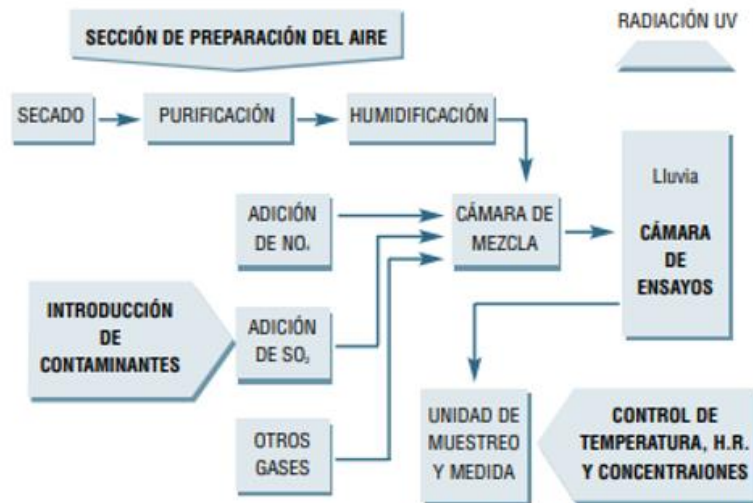 SECCIÓN DE PREPARACIÓN DEL AIRE
RADIACIÓN UV
SECADO
PURIFICACIÓN
HUMIDIFICACIÓN
Lluvia
CÁMARA
DE
ENSAYOS
ADICIÓN
DE NOₓ
CÁMARA DE
MEZCLA
INTRODUCCIÓN
DE
CONTAMINANTES
ADICIÓN
DE SO₂
OTROS
GASES
UNIDAD DE
MUESTREO
Y MEDIDA
CONTROL DE
TEMPERATURA, H.R.
Y CONCENTRAIONES